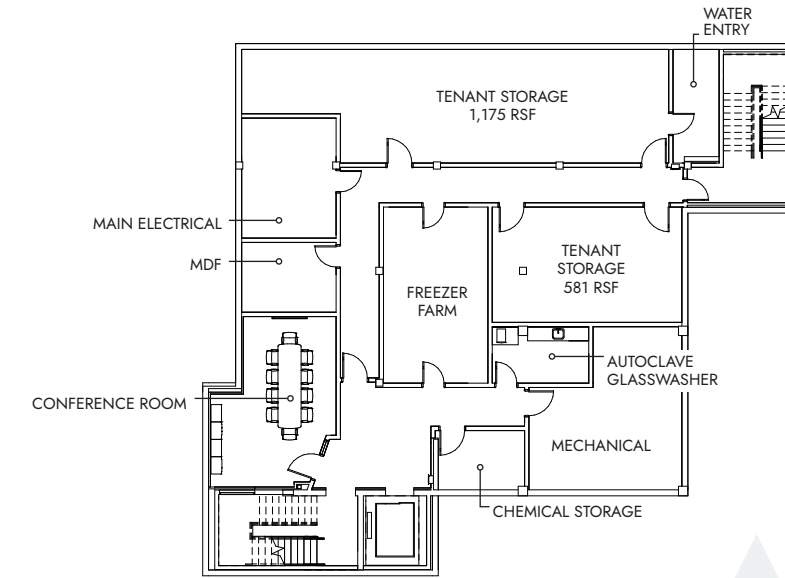 WATER
ENTRY
TENANT STORAGE
1,175 RSF
MAIN ELECTRICAL
MDF
TENANT
STORAGE
581 RSF
FREEZER
FARM
AUTOCLAVE
GLASSWASHER
CONFERENCE ROOM
MECHANICAL
CHEMICAL STORAGE